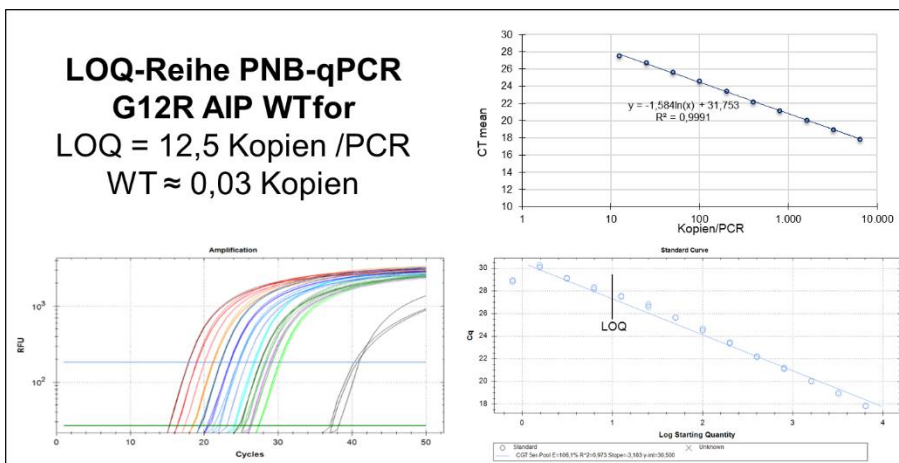 LOQ-Reihe PNB-qPCR
G12R AIP WTfor
LOQ = 12,5 Kopien /PCR
WT ≈ 0,03 Kopien
30
28
26
24
22
20
18
16
14
12
10
CT mean
y = -1,584ln(x) + 31,753
R² = 0,9991
1
10
100
1.000
10.000
Kopien/PCR
Amplification
10³
10²
RFU
0
10
20
30
40
50
Cycles
Standard Curve
30
28
26
24
22
20
18
Cq
LOQ
0
1
2
3
4
Log Starting Quantity
Standard
Unknown